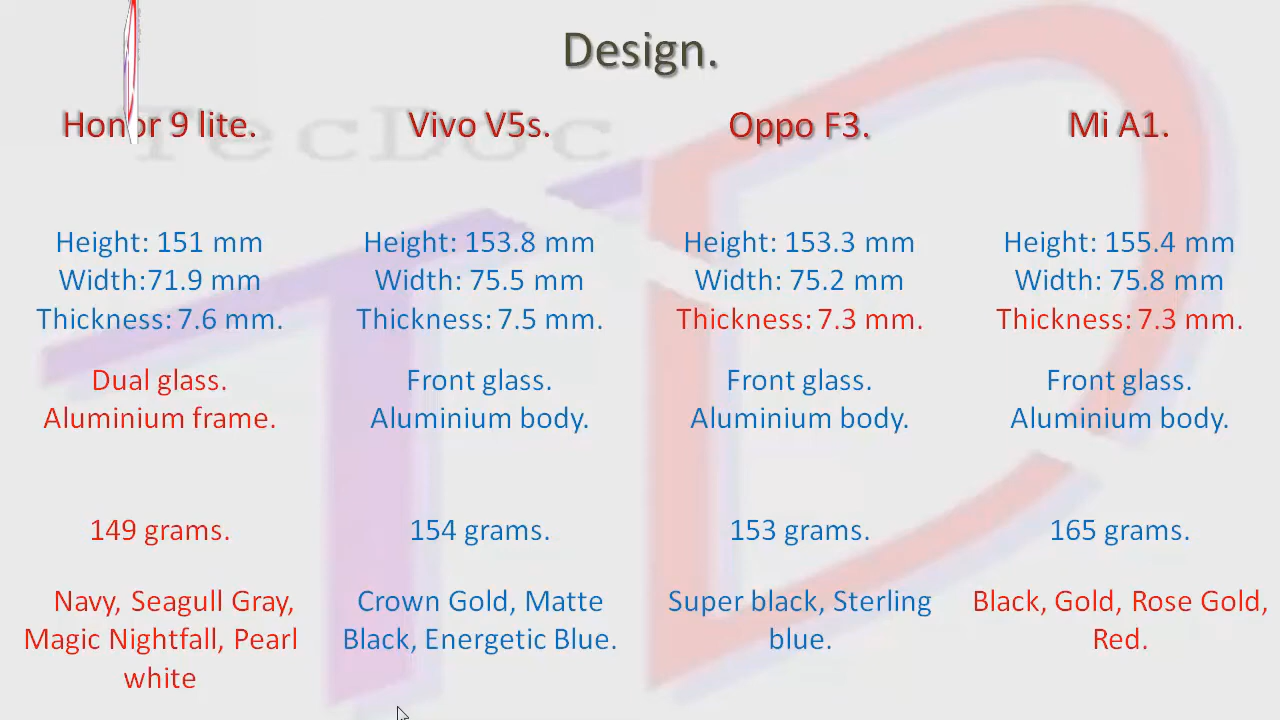 Design.
TecDoc
Honor 9 lite.
Vivo V5s.
Oppo F3.
Mi A1.
Height: 151 mm
Width:71.9 mm
Thickness: 7.6 mm.
Height: 153.8 mm
Width: 75.5 mm
Thickness: 7.5 mm.
Height: 153.3 mm
Width: 75.2 mm
Thickness: 7.3 mm.
Height: 155.4 mm
Width: 75.8 mm
Thickness: 7.3 mm.
Dual glass.
Aluminium frame.
Front glass.
Aluminium body.
Front glass.
Aluminium body.
Front glass.
Aluminium body.
149 grams.
154 grams.
153 grams.
165 grams.
Navy, Seagull Gray,
Magic Nightfall, Pearl
white
Crown Gold, Matte
Black, Energetic Blue.
Super black, Sterling
blue.
Black, Gold, Rose Gold,
Red.